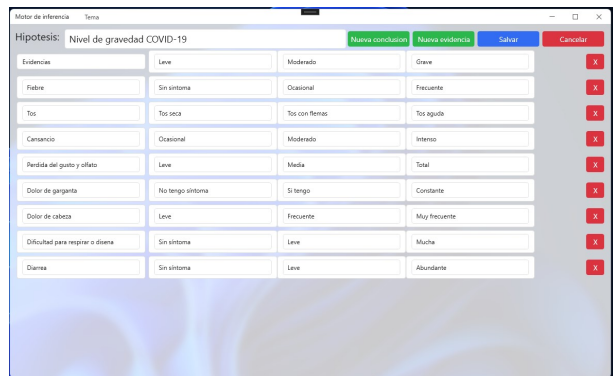 Motor de inferencia Tema
Hipotesis: Nivel de gravedad COVID-19 Nueva conclusion Nueva evidencia Salvar Cancelar
Evidencias Leve Moderado Grave X
Fiebre Sin sintoma Ocasional Frecuente X
Tos Tos seca Tos con flemas Tos aguda X
Cansancio Ocasional Moderado Intenso X
Perdida del gusto y olfato Leve Media Total X
Dolor de garganta No tengo síntoma Si tengo Constante X
Dolor de cabeza Leve Frecuente Muy frecuente X
Dificultad para respirar o disena Sin síntoma Leve Mucha X
Diarrea Sin síntoma Leve Abundante X